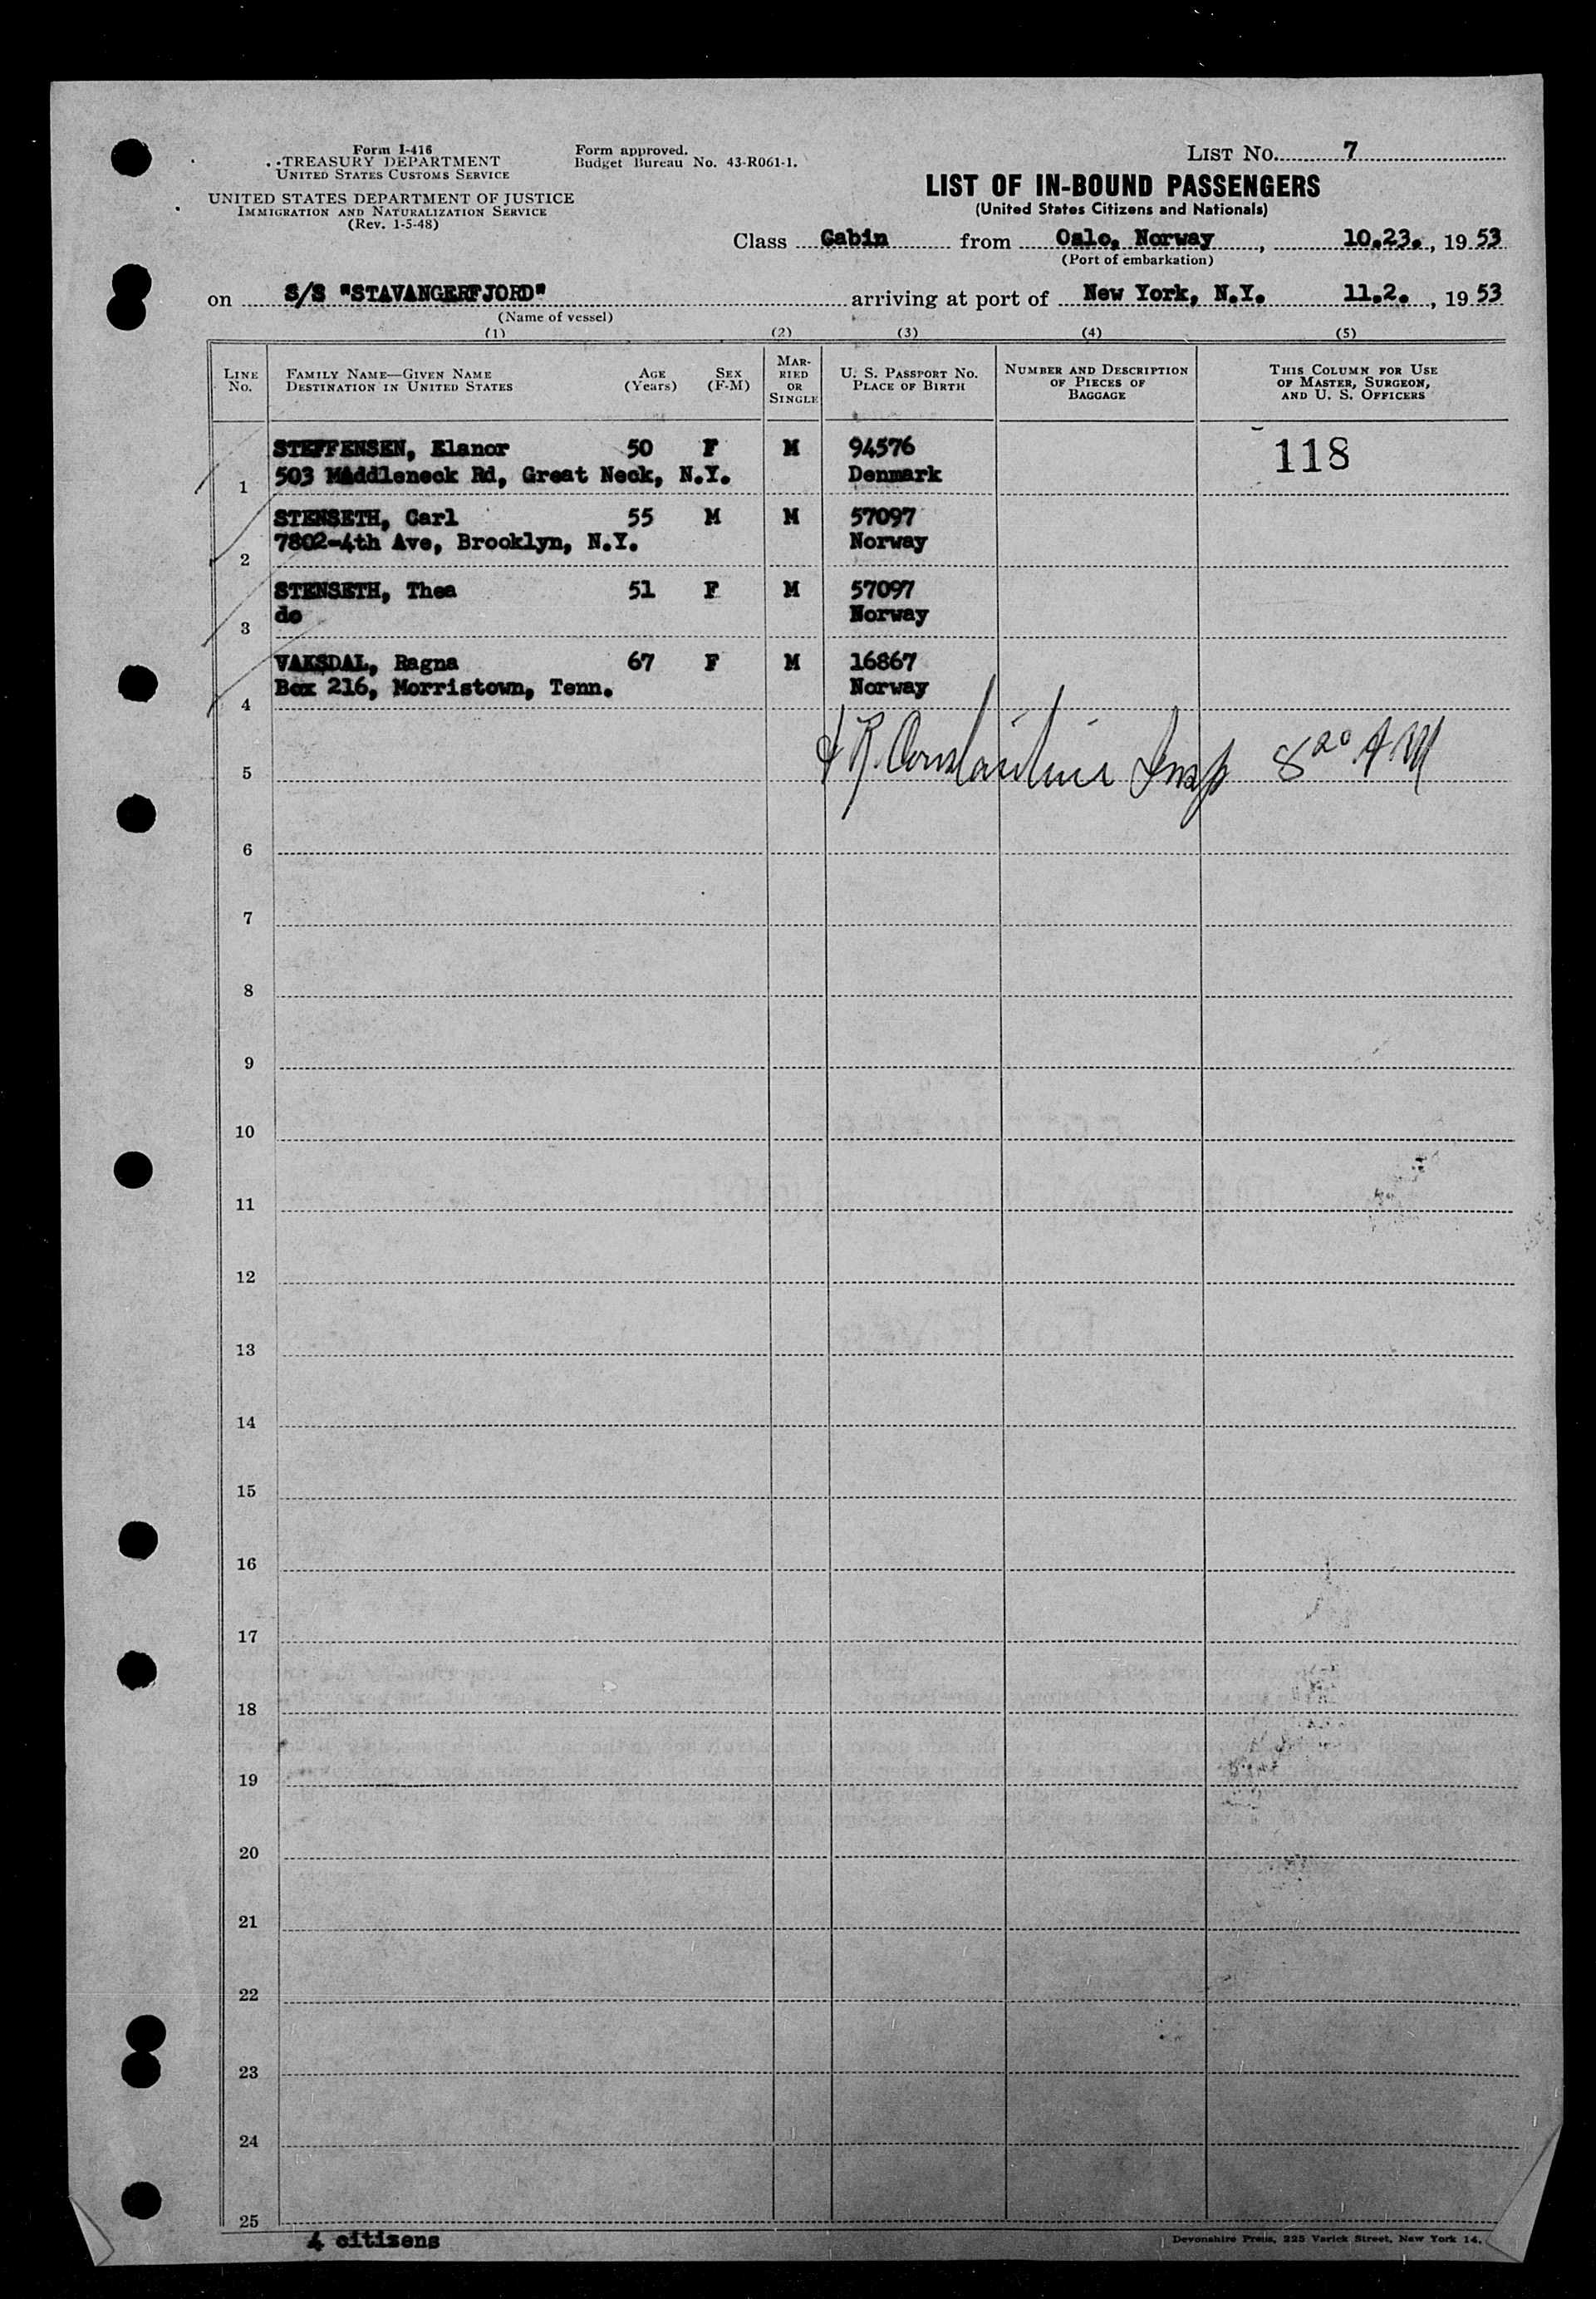 Form I-416
TREASURY DEPARTMENT
UNITED STATES CUSTOMS SERVICE
UNITED STATES DEPARTMENT OF JUSTICE
IMMIGRATION AND NATURALIZATION SERVICE
(Rev. 1-5-48)
Form approved.
Budget Bureau No. 43-R061-1.
LIST NO. 7
LIST OF IN-BOUND PASSENGERS
(United States Citizens and Nationals)
Class Cabin from Oslo, Norway, 10.23., 1953
(Port of embarkation)
on S/S "STAVANGERFJORD" arriving at port of New York, N.Y. 11.2., 1953
(Name of vessel)
(1) (2) (3) (4) (5)
LINE NO.
FAMILY NAME—GIVEN NAME
DESTINATION IN UNITED STATES
AGE (Years)
SEX (F-M)
MAR-RIED OR SINGLE
U. S. PASSPORT NO.
PLACE OF BIRTH
NUMBER AND DESCRIPTION OF PIECES OF BAGGAGE
THIS COLUMN FOR USE OF MASTER, SURGEON, AND U. S. OFFICERS
STEFFENSEN, Elanor 50 F M 94576 118
1 503 Middleneck Rd, Great Neck, N.Y. Denmark
STENSETH, Carl 55 M M 57097
2 7802-4th Ave, Brooklyn, N.Y. Norway
STENSETH, Thea 51 F M 57097
3 do Norway
VAKSDAL, Ragna 67 F M 16867
4 Box 216, Morristown, Tenn. Norway
5 R. Constantine Insp 8 20 AM
6
7
8
9
10
11
12
13
14
15
16
17
18
19
20
21
22
23
24
25
4 citizens
Devonshire Press, 225 Varick Street, New York 14,